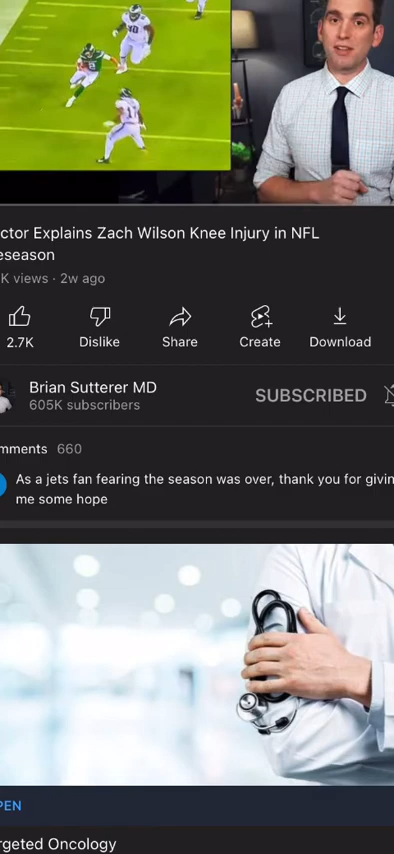 ctor Explains Zach Wilson Knee Injury in NFL
eseason
K views · 2w ago
2.7K
Dislike
Share
Create
Download
Brian Sutterer MD
605K subscribers
SUBSCRIBED
mments 660
As a jets fan fearing the season was over, thank you for givin
me some hope
PEN
rgeted Oncology